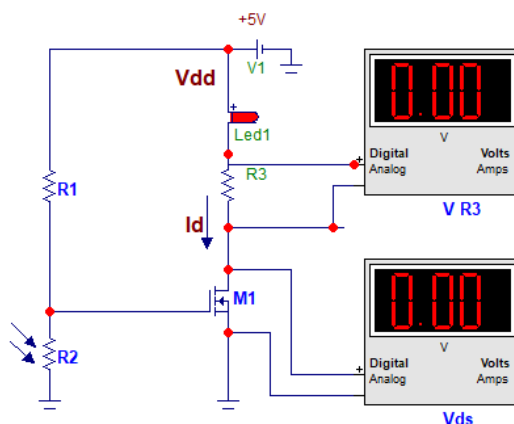 +5V
V1
Vdd
+
Led1
R3
R1
Id
M1
R2
0.00
V
+
Digital Volts
Analog Amps
V R3
0.00
V
+
Digital Volts
Analog Amps
Vds